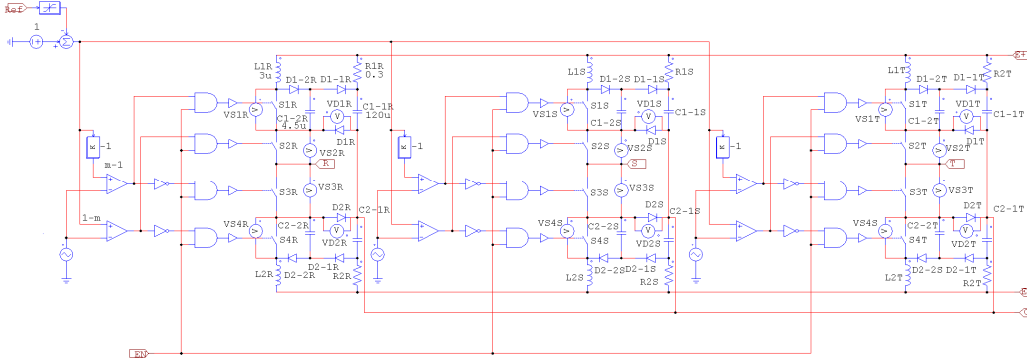 Ref
1
E+
L1R
3u
R1R
0.3
D1-2R
D1-1R
S1R
VS1R
VD1R
C1-1R
120u
C1-2R
4.5u
D1R
S2R
VS2R
K
-1
R
m-1
S3R
VS3R
1-m
D2R
C2-1R
VS4R
C2-2R
S4R
VD2R
D2-2R
D2-1R
L2R
R2R
L1S
R1S
D1-2S
D1-1S
S1S
VS1S
VD1S
C1-1S
C1-2S
D1S
S2S
VS2S
K
-1
S
S3S
VS3S
D2S
C2-1S
VS4S
C2-2S
S4S
VD2S
D2-2S
D2-1S
L2S
R2S
L1T
R2T
D1-2T
D1-1T
S1T
VS1T
VD1T
C1-1T
C1-2T
D1T
S2T
VS2T
K
-1
T
S3T
VS3T
D2T
C2-1T
VS4S
C2-2T
S4T
VD2T
D2-2S
D2-1T
L2T
R2T
EN